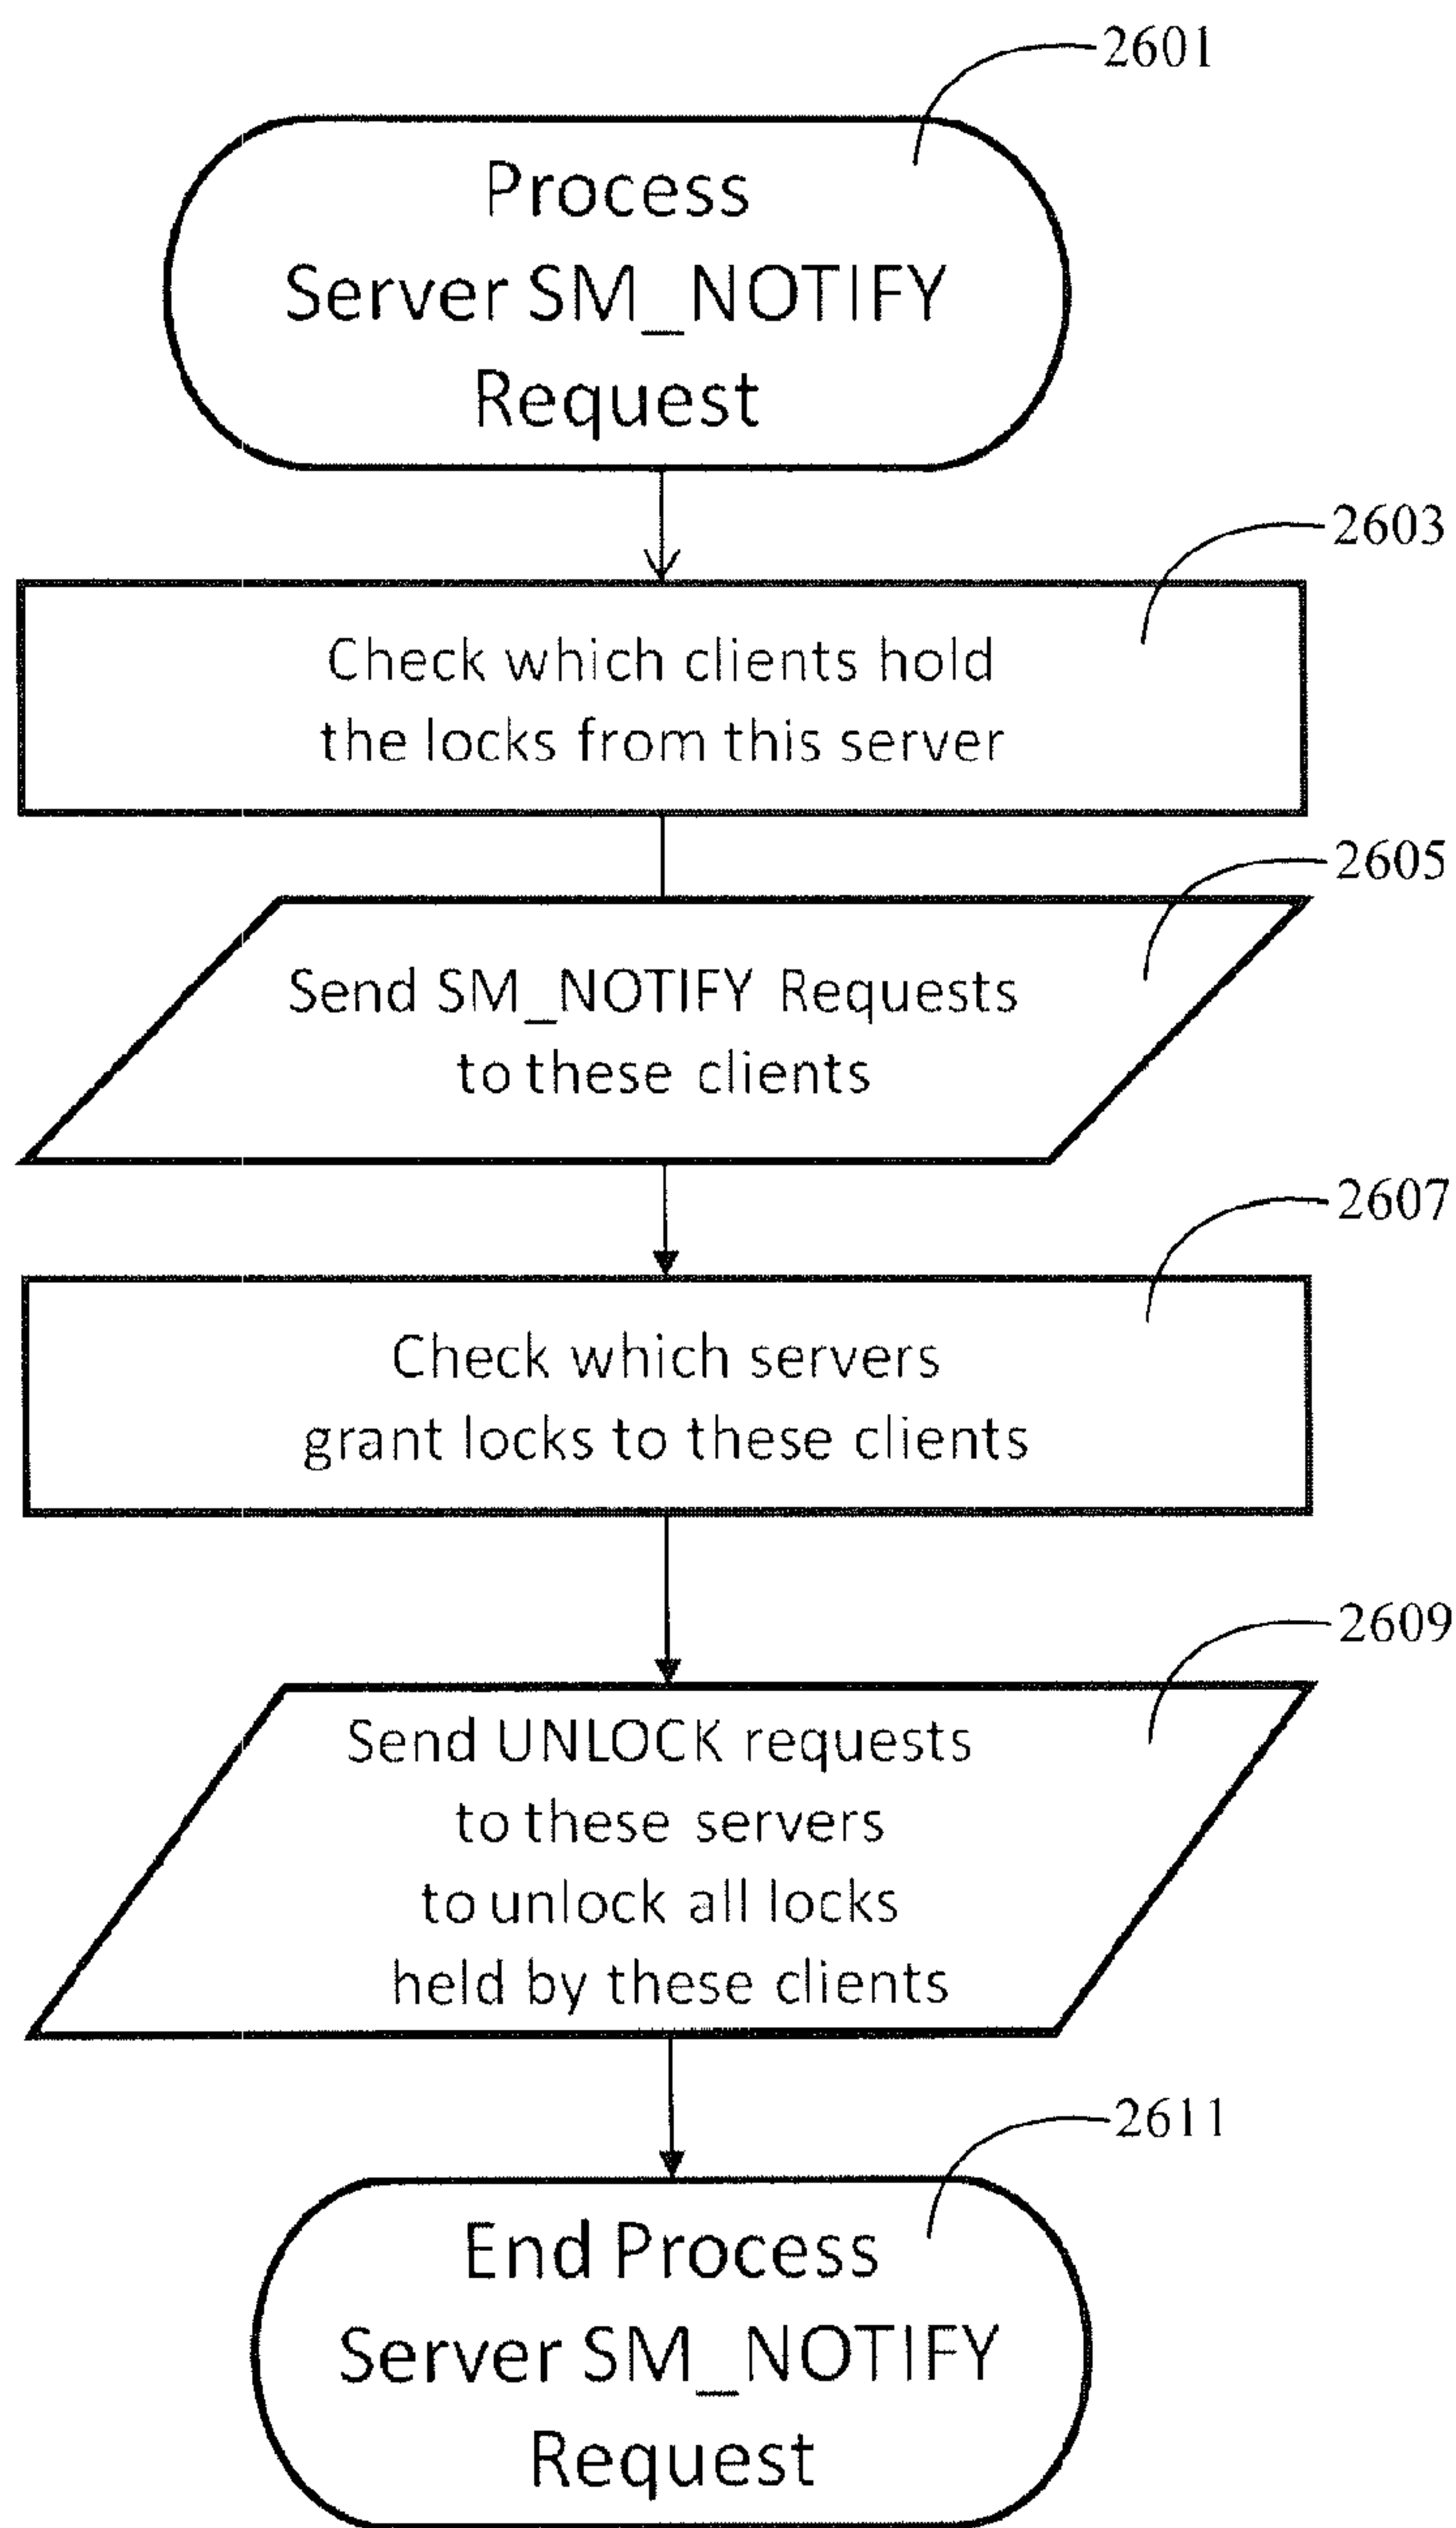 2601
Process
Server SM_NOTIFY
Request
2603
Check which clients hold
the locks from this server
2605
Send SM_NOTIFY Requests
to these clients
2607
Check which servers
grant locks to these clients
2609
Send UNLOCK requests
to these servers
to unlock all locks
held by these clients
2611
End Process
Server SM_NOTIFY
Request